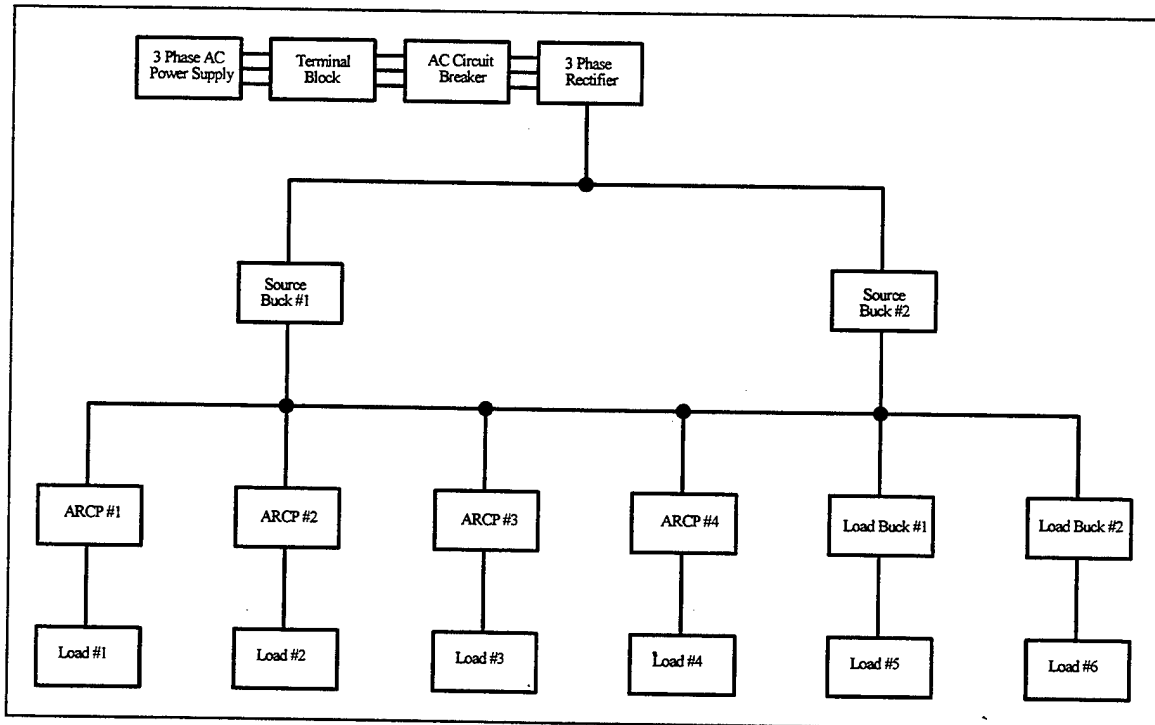 3 Phase AC
Power Supply
Terminal
Block
AC Circuit
Breaker
3 Phase
Rectifier
Source
Buck #1
Source
Buck #2
ARCP #1
ARCP #2
ARCP #3
ARCP #4
Load Buck #1
Load Buck #2
Load #1
Load #2
Load #3
Load #4
Load #5
Load #6